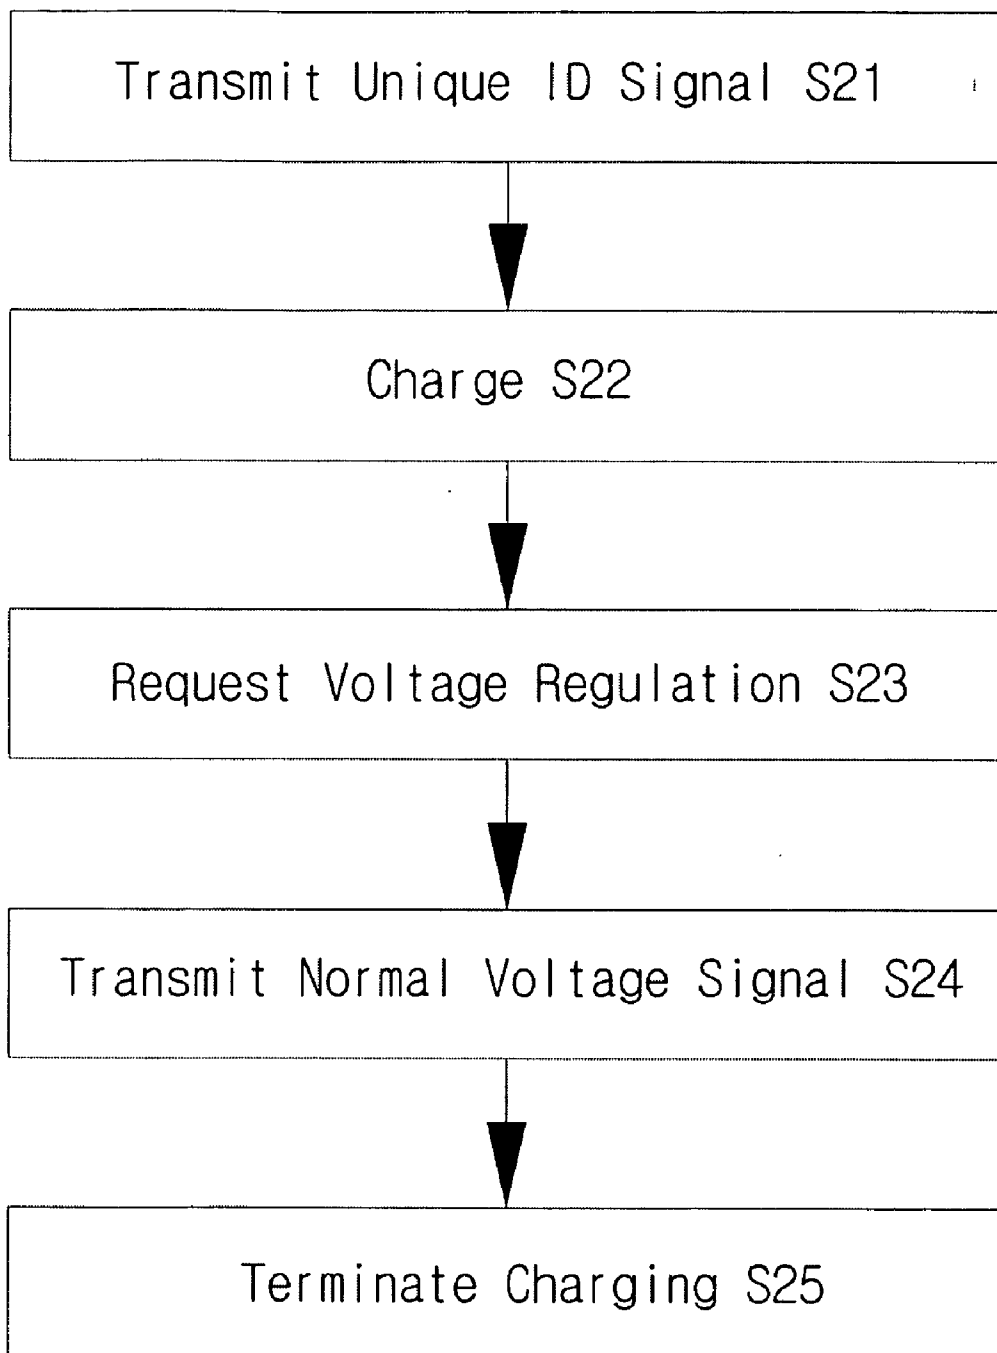 Transmit Unique ID Signal S21
Charge S22
Request Voltage Regulation S23
Transmit Normal Voltage Signal S24
Terminate Charging S25